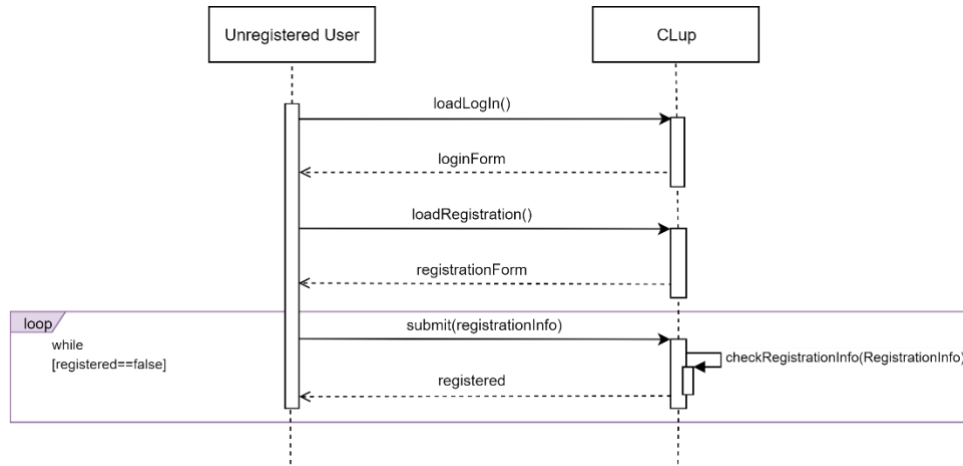 Unregistered User
CLup
loadLogIn()
loginForm
loadRegistration()
registrationForm
loop
while
[registered==false]
submit(registrationInfo)
checkRegistrationInfo(RegistrationInfo)
registered